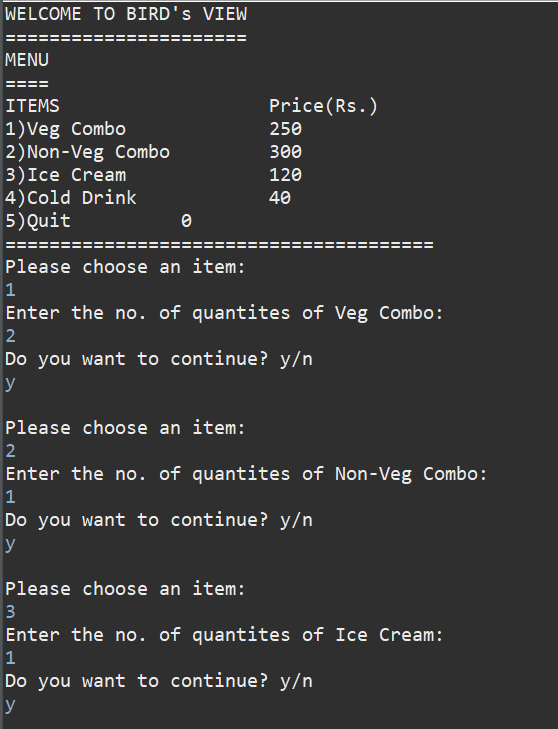 WELCOME TO BIRD's VIEW
======================
MENU
====
ITEMS                   Price(Rs.)
1)Veg Combo             250
2)Non-Veg Combo         300
3)Ice Cream             120
4)Cold Drink            40
5)Quit          0
=======================================
Please choose an item:
1
Enter the no. of quantites of Veg Combo:
2
Do you want to continue? y/n
y

Please choose an item:
2
Enter the no. of quantites of Non-Veg Combo:
1
Do you want to continue? y/n
y

Please choose an item:
3
Enter the no. of quantites of Ice Cream:
1
Do you want to continue? y/n
y